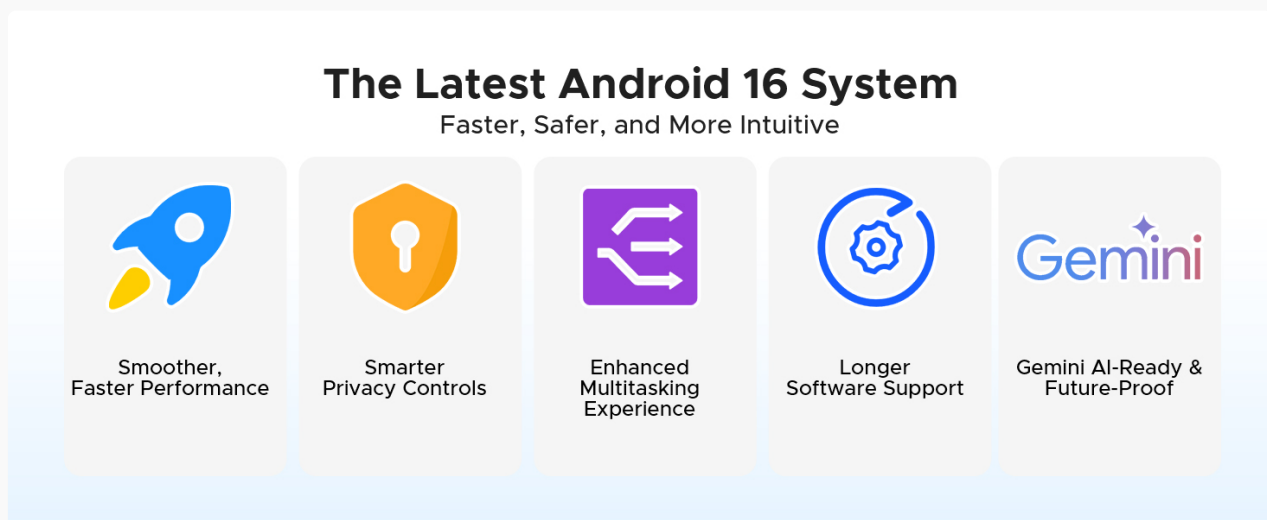 The Latest Android 16 System
Faster, Safer, and More Intuitive
Smoother,
Faster Performance
Smarter
Privacy Controls
Enhanced
Multitasking
Experience
Longer
Software Support
Gemini
Gemini AI-Ready &
Future-Proof